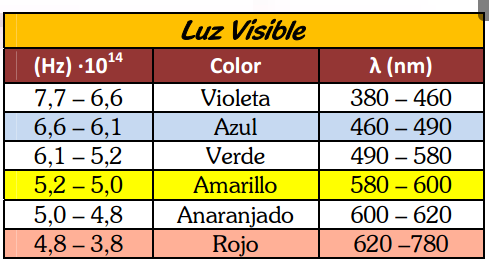 Luz Visible
(Hz) ·10¹⁴ Color λ (nm)
7,7 – 6,6 Violeta 380 – 460
6,6 – 6,1 Azul 460 – 490
6,1 – 5,2 Verde 490 – 580
5,2 – 5,0 Amarillo 580 – 600
5,0 – 4,8 Anaranjado 600 – 620
4,8 – 3,8 Rojo 620 –780